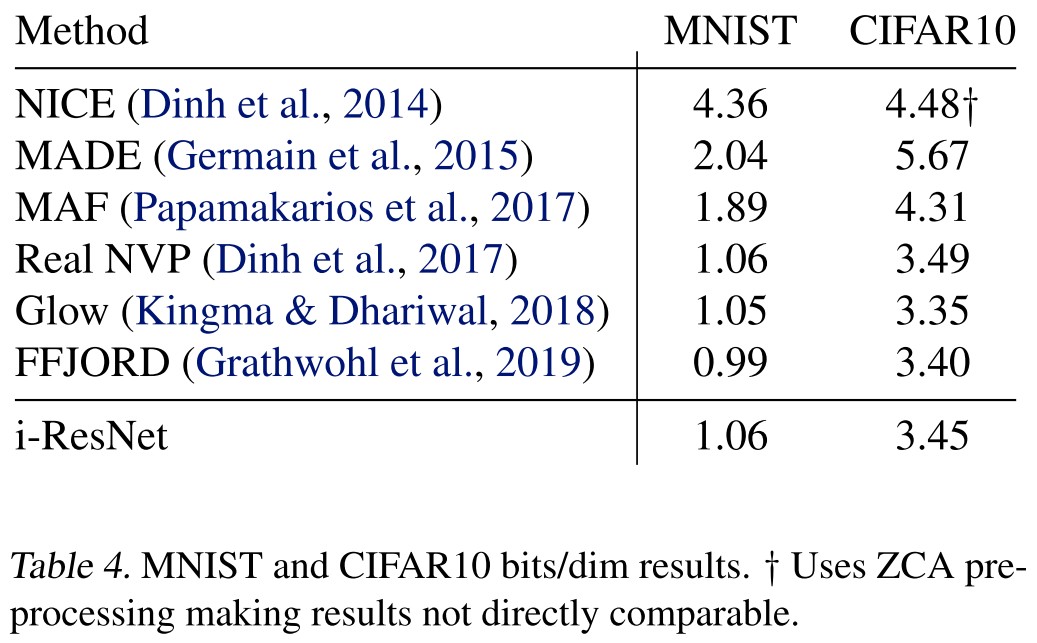 Method MNIST CIFAR10
NICE (Dinh et al., 2014) 4.36 4.48†
MADE (Germain et al., 2015) 2.04 5.67
MAF (Papamakarios et al., 2017) 1.89 4.31
Real NVP (Dinh et al., 2017) 1.06 3.49
Glow (Kingma & Dhariwal, 2018) 1.05 3.35
FFJORD (Grathwohl et al., 2019) 0.99 3.40
i-ResNet 1.06 3.45
Table 4. MNIST and CIFAR10 bits/dim results. † Uses ZCA pre-
processing making results not directly comparable.